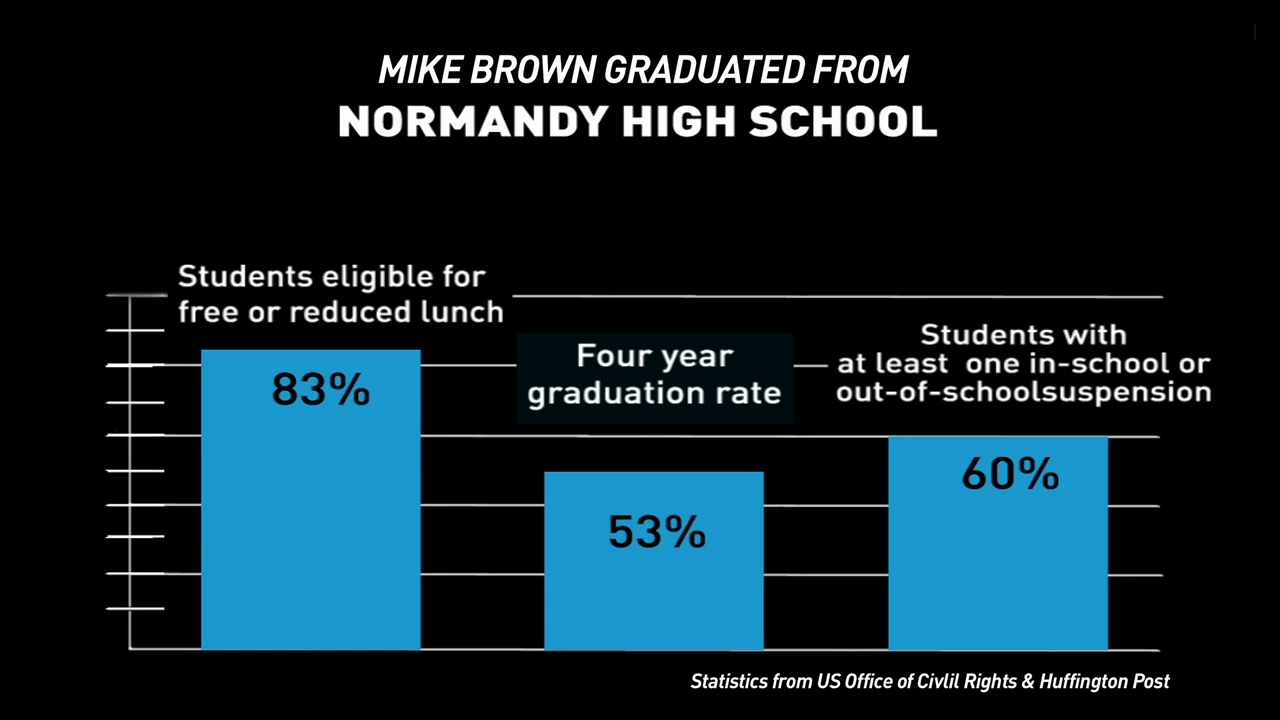 MIKE BROWN GRADUATED FROM
NORMANDY HIGH SCHOOL
Students eligible for
free or reduced lunch
83%
Four year
graduation rate
53%
Students with
at least one in-school or
out-of-schoolsuspension
60%
Statistics from US Office of Civlil Rights & Huffington Post